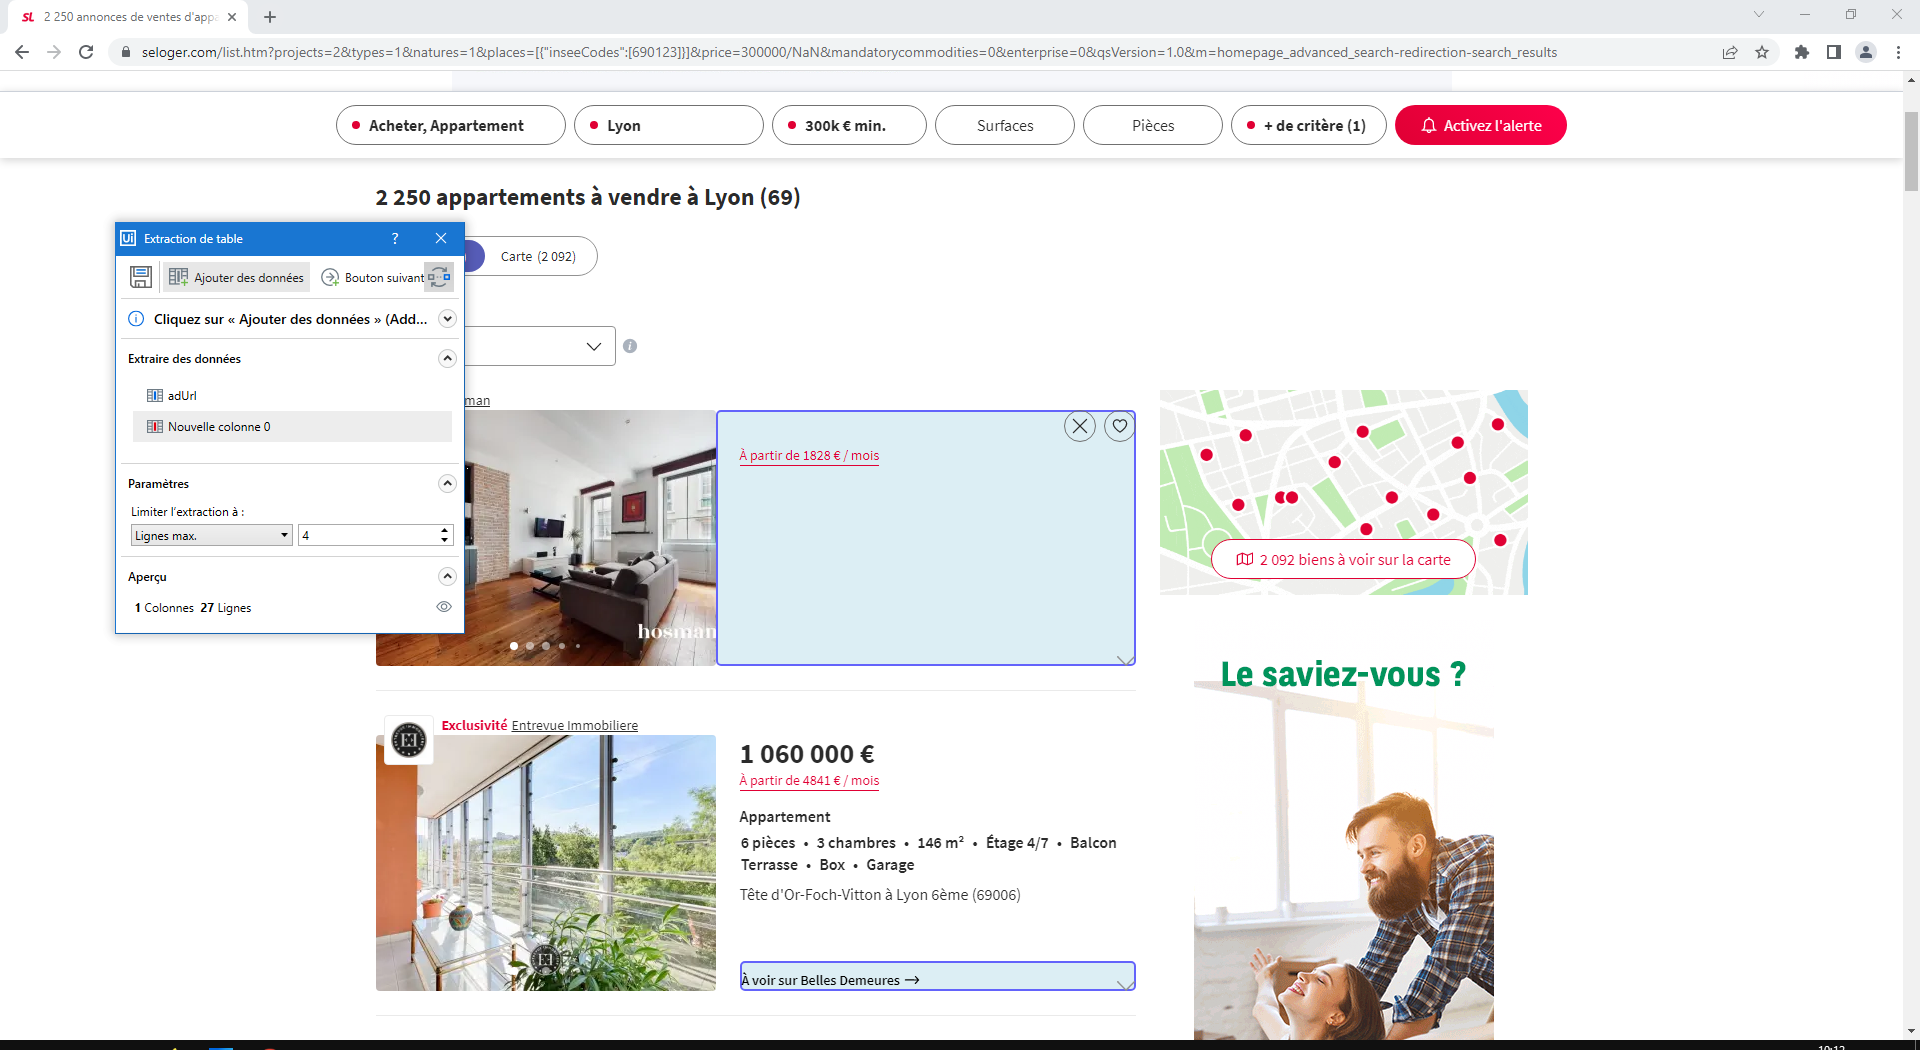 SL 2 250 annonces de ventes d'appa
seloger.com/list.htm?projects=2&types=1&natures=1&places=[{"inseeCodes":[690123]}]&price=300000/NaN&mandatorycommodities=0&enterprise=0&qsVersion=1.0&m=homepage_advanced_search-redirection-search_results
Acheter, Appartement
Lyon
300k € min.
Surfaces
Pièces
+ de critère (1)
Activez l'alerte
2 250 appartements à vendre à Lyon (69)
Carte (2 092)
Ui Extraction de table
?
Ajouter des données
Bouton suivant
Cliquez sur « Ajouter des données » (Add...
Extraire des données
adUrl
Nouvelle colonne 0
Paramètres
Limiter l'extraction à :
Lignes max.
4
Aperçu
1 Colonnes 27 Lignes
man
À partir de 1828 € / mois
hosman
2 092 biens à voir sur la carte
Le saviez-vous ?
Exclusivité Entrevue Immobiliere
1 060 000 €
À partir de 4841 € / mois
Appartement
6 pièces • 3 chambres • 146 m² • Étage 4/7 • Balcon
Terrasse • Box • Garage
Tête d'Or-Foch-Vitton à Lyon 6ème (69006)
À voir sur Belles Demeures →